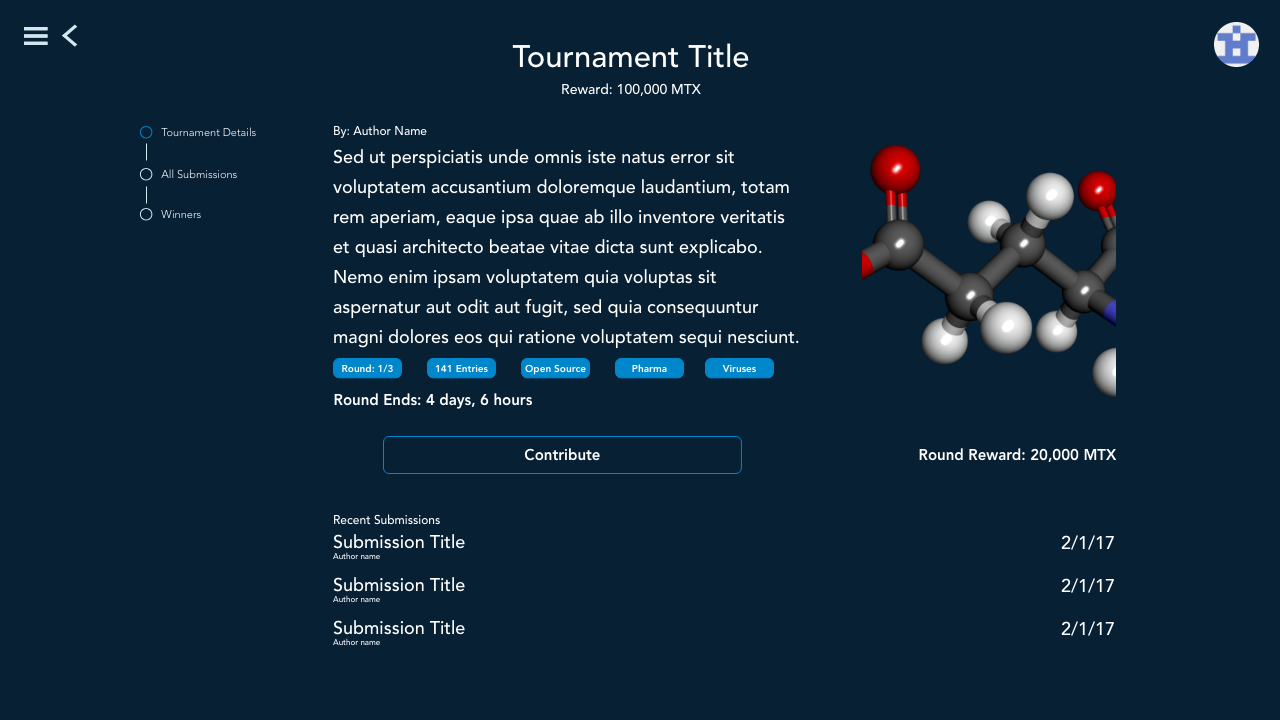 Tournament Title
Reward: 100,000 MTX
Tournament Details
All Submissions
Winners
By: Author Name
Sed ut perspiciatis unde omnis iste natus error sit
voluptatem accusantium doloremque laudantium, totam
rem aperiam, eaque ipsa quae ab illo inventore veritatis
et quasi architecto beatae vitae dicta sunt explicabo.
Nemo enim ipsam voluptatem quia voluptas sit
aspernatur aut odit aut fugit, sed quia consequuntur
magni dolores eos qui ratione voluptatem sequi nesciunt.
Round: 1/3 141 Entries Open Source Pharma Viruses
Round Ends: 4 days, 6 hours
Contribute Round Reward: 20,000 MTX
Recent Submissions
Submission Title 2/1/17
Author name
Submission Title 2/1/17
Author name
Submission Title 2/1/17
Author name